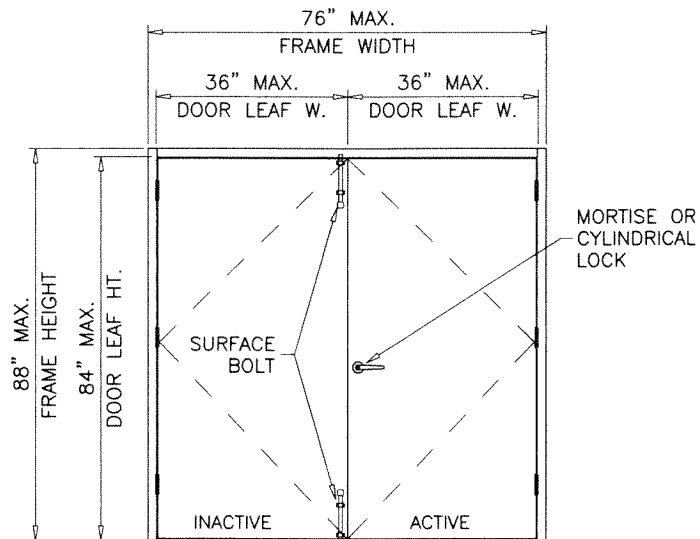 76” MAX.
FRAME WIDTH
36” MAX.
DOOR LEAF W.
36” MAX.
DOOR LEAF W.
88” MAX.
FRAME HEIGHT
84” MAX.
DOOR LEAF HT.
MORTISE OR
CYLINDRICAL
LOCK
SURFACE
BOLT
INACTIVE
ACTIVE